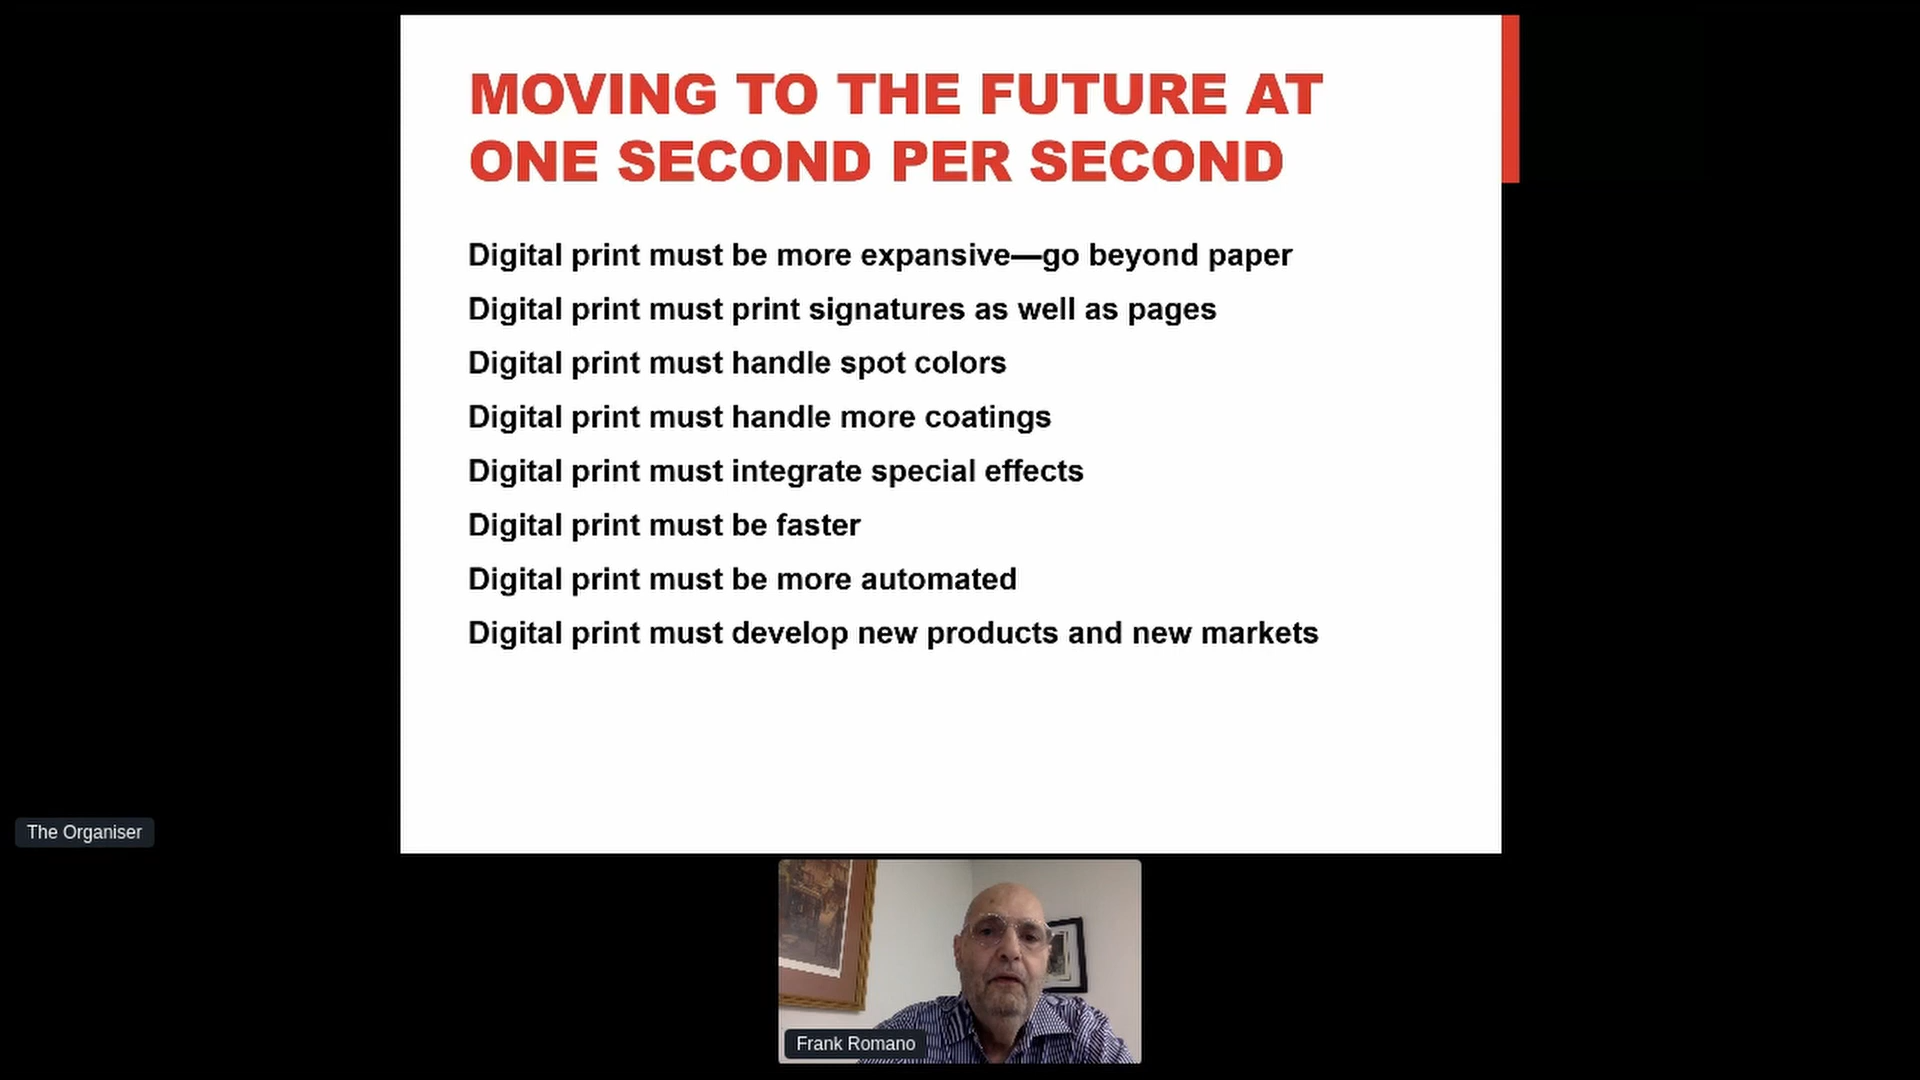 MOVING TO THE FUTURE AT
ONE SECOND PER SECOND
Digital print must be more expansive—go beyond paper
Digital print must print signatures as well as pages
Digital print must handle spot colors
Digital print must handle more coatings
Digital print must integrate special effects
Digital print must be faster
Digital print must be more automated
Digital print must develop new products and new markets
The Organiser
Frank Romano